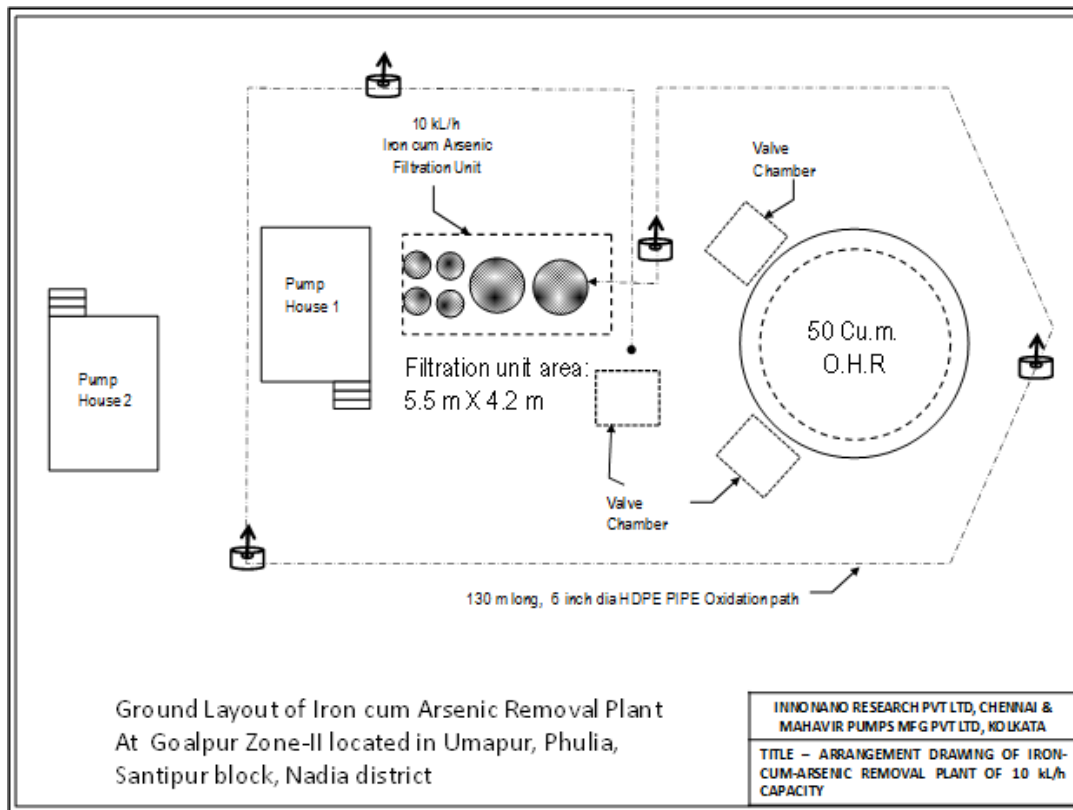 10 kL/h
Iron cum Arsenic
Filtration Unit
Valve
Chamber
Pump
House 1
Pump
House 2
50 Cu.m.
O.H.R
Filtration unit area:
5.5 m X 4.2 m
Valve
Chamber
130 m long, 6 inch dia HDPE PIPE Oxidation path
Ground Layout of Iron cum Arsenic Removal Plant
At Goalpur Zone-II located in Umapur, Phulia,
Santipur block, Nadia district
INNONANO RESEARCH PVT LTD, CHENNAI &
MAHAVIR PUMPS MFG PVT LTD, KOLKATA
TITLE – ARRANGEMENT DRAWING OF IRON-
CUM-ARSENIC REMOVAL PLANT OF 10 kL/h
CAPACITY